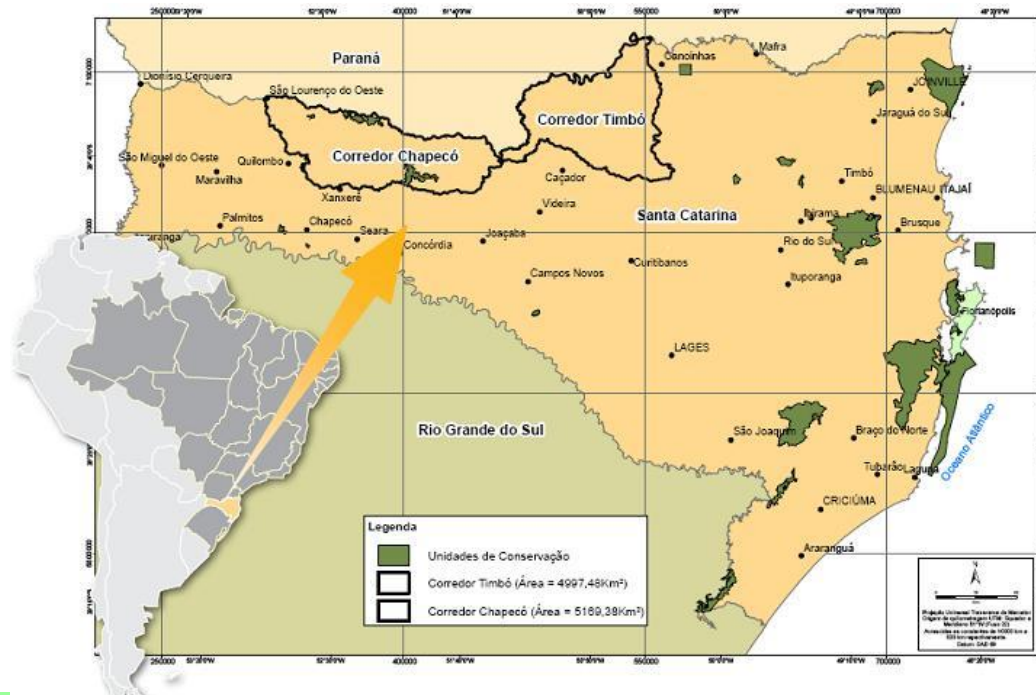 250000
400000
550000
700000
Mafra
Canoinhas
Paraná
Dionísio Cerqueira
JOINVILLE
São Lourenço do Oeste
Corredor Timbó
Jaraguá do Sul
Corredor Chapecó
São Miguel do Oeste
Quilombo
Maravilha
Caçador
Timbó
Xanxerê
BLUMENAU
ITAJAÍ
Videira
Santa Catarina
Ibirama
Palmitos
Chapecó
Brusque
Seara
Joaçaba
Concórdia
Rio do Sul
Curitibanos
Campos Novos
Ituporanga
Florianópolis
LAGES
Rio Grande do Sul
São Joaquim
Braço do Norte
Oceano Atlântico
Tubarão
Laguna
CRICIÚMA
Araranguá
Legenda
Unidades de Conservação
Corredor Timbó (Área = 4997,48Km²)
Corredor Chapecó (Área = 5169,38Km²)
N
250000
400000
550000
700000